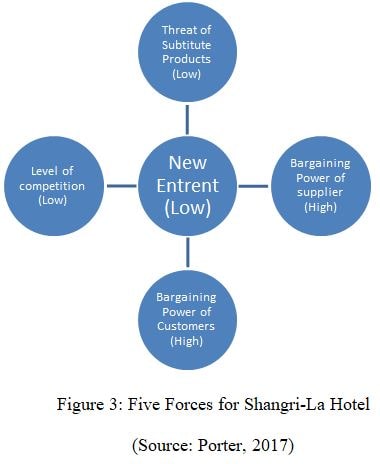 Threat of
Subtitute
Products
(Low)
Level of
competition
(Low)
New
Entrent
(Low)
Bargaining
Power of
supplier
(High)
Bargaining
Power of
Customers
(High)
Figure 3: Five Forces for Shangri-La Hotel
(Source: Porter, 2017)